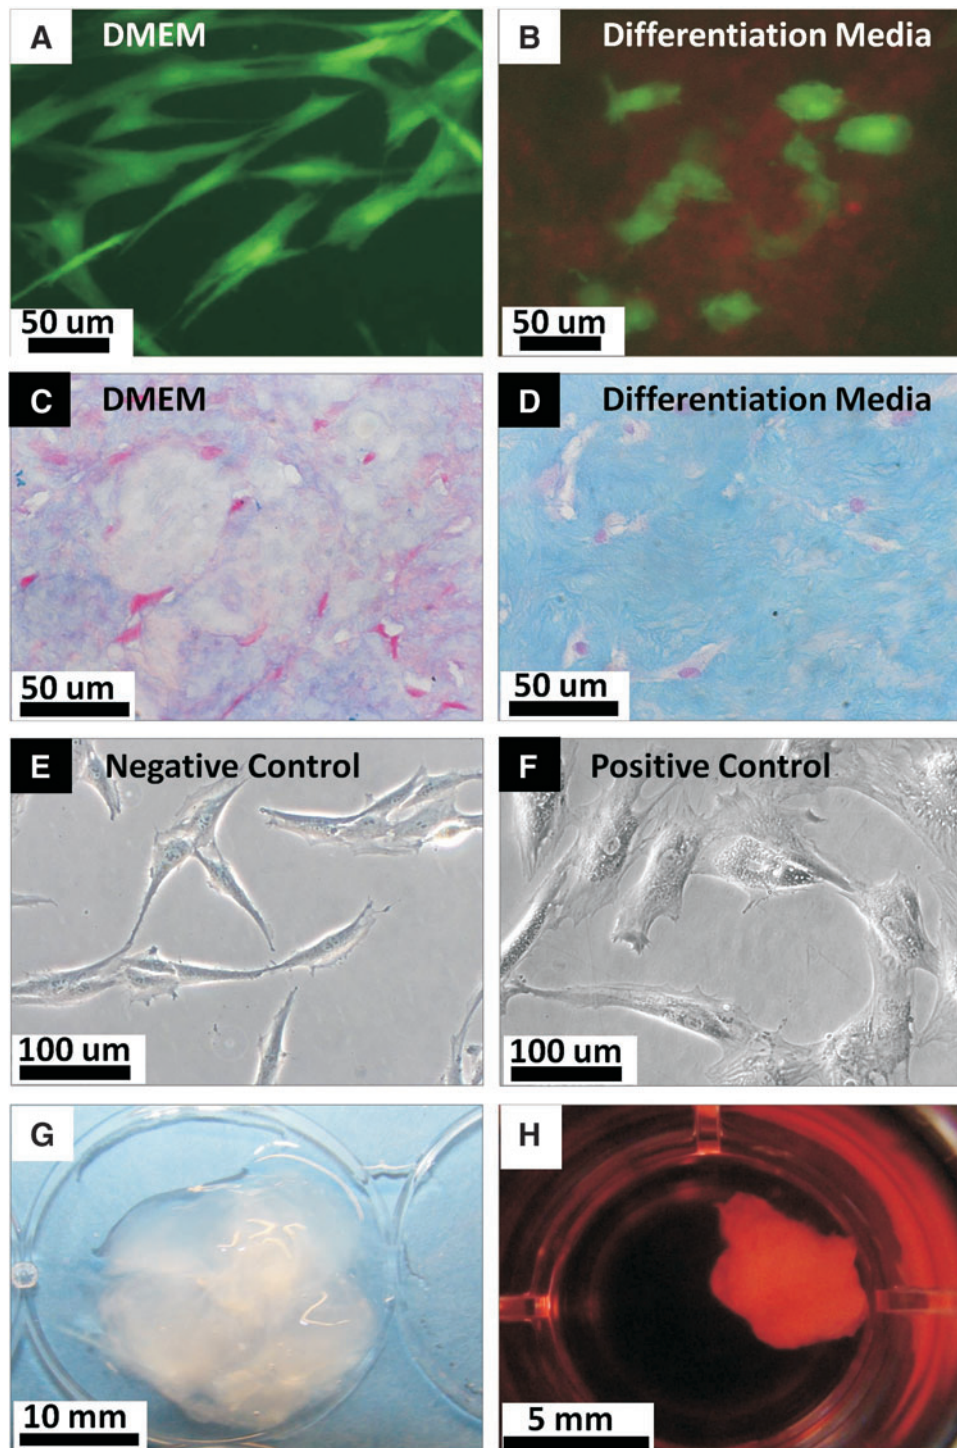 A DMEM
50 um
B Differentiation Media
50 um
C DMEM
50 um
D Differentiation Media
50 um
E Negative Control
100 um
F Positive Control
100 um
G
10 mm
H
5 mm